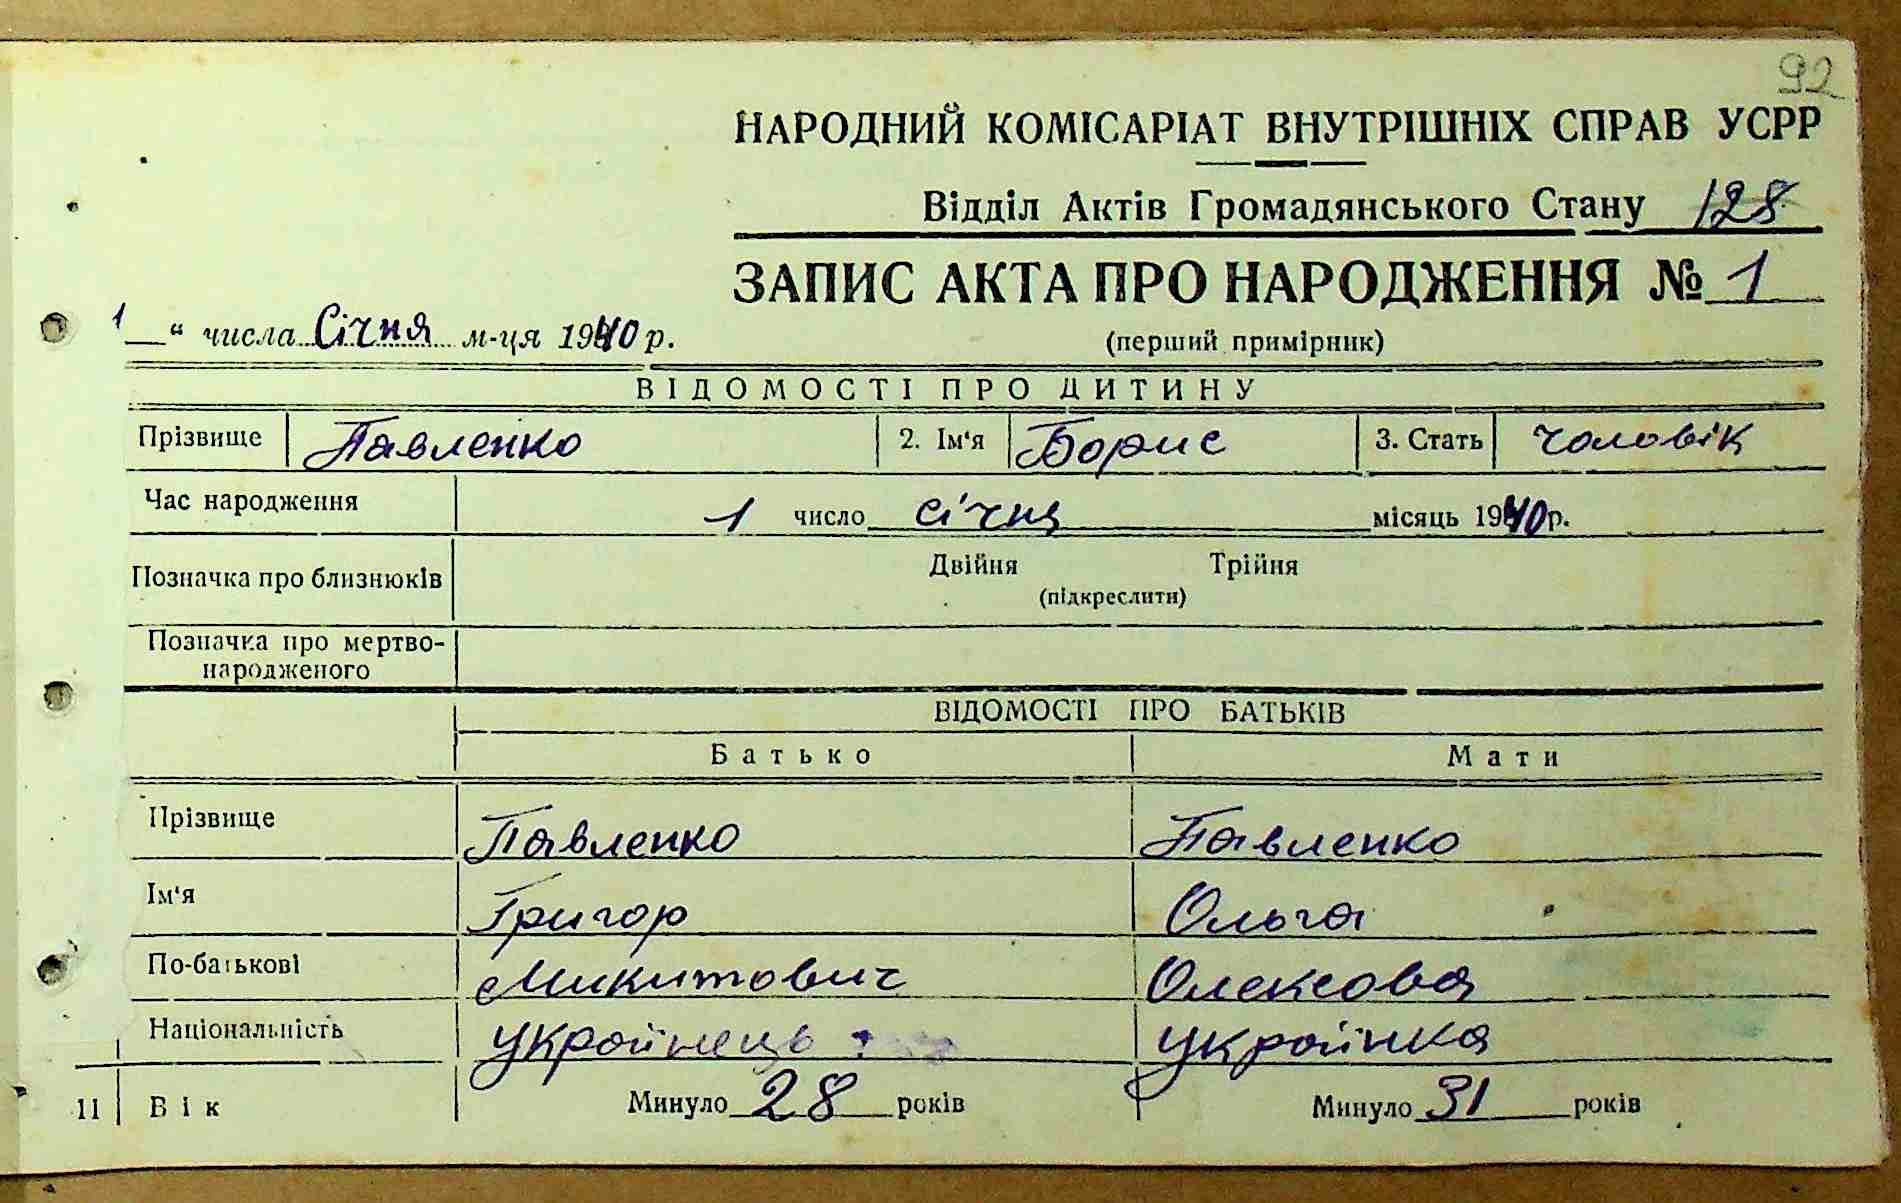 92
НАРОДНИЙ КОМІСАРІАТ ВНУТРІШНІХ СПРАВ УСРР
Відділ Актів Громадянського Стану 128
ЗАПИС АКТА ПРО НАРОДЖЕННЯ № 1
1 “ числа Січня м-ця 1940 р.
(перший примірник)
ВІДОМОСТІ ПРО ДИТИНУ
Прізвище Павленко 2. Ім‘я Борис 3. Стать чоловік
Час народження 1 число січня місяць 1940 р.
Позначка про близнюків Двійня Трійня
(підкреслити)
Позначка про мертво-
народженого
ВІДОМОСТІ ПРО БАТЬКІВ
Батько Мати
Прізвище Павленко Павленко
Ім‘я Григор Ольга
По-батькові Микитович Олексова
Національність Українець Українка
11 Вік Минуло 28 років Минуло 31 років